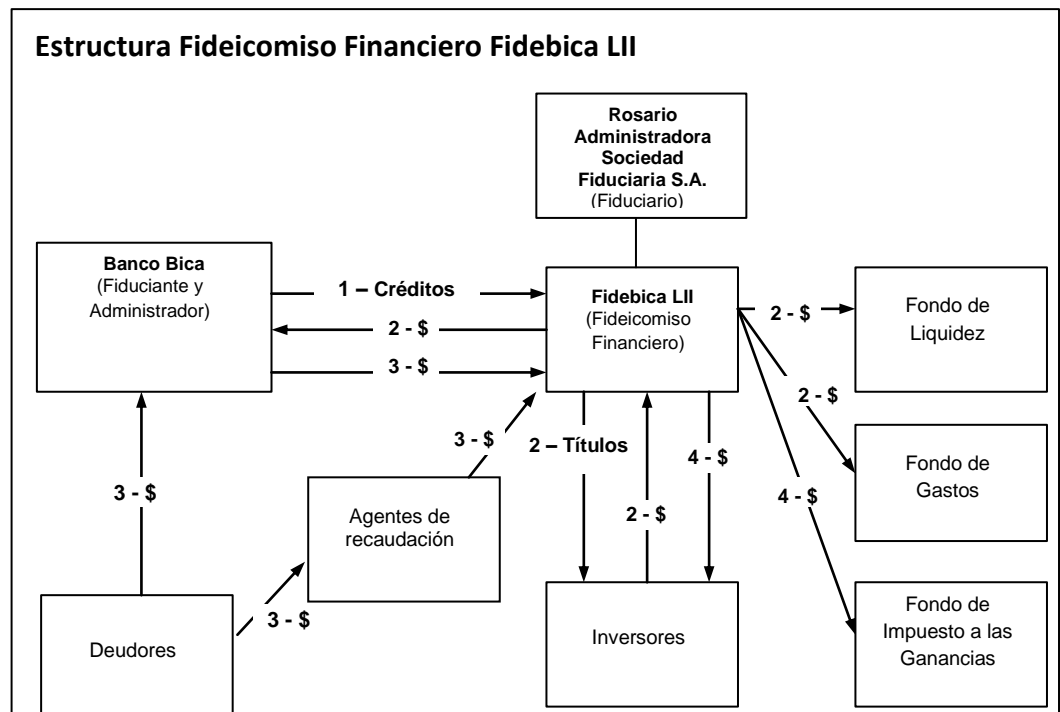 Estructura Fideicomiso Financiero Fidebica LII
Rosario
Administradora
Sociedad
Fiduciaria S.A.
(Fiduciario)
Banco Bica
(Fiduciante y
Administrador)
1 – Créditos
2 - $
3 - $
Fidebica LII
(Fideicomiso
Financiero)
2 - $
Fondo de
Liquidez
2 - $
Fondo de
Gastos
4 - $
Fondo de
Impuesto a las
Ganancias
3 - $
2 – Títulos
4 - $
2 - $
3 - $
Agentes de
recaudación
3 - $
Deudores
Inversores